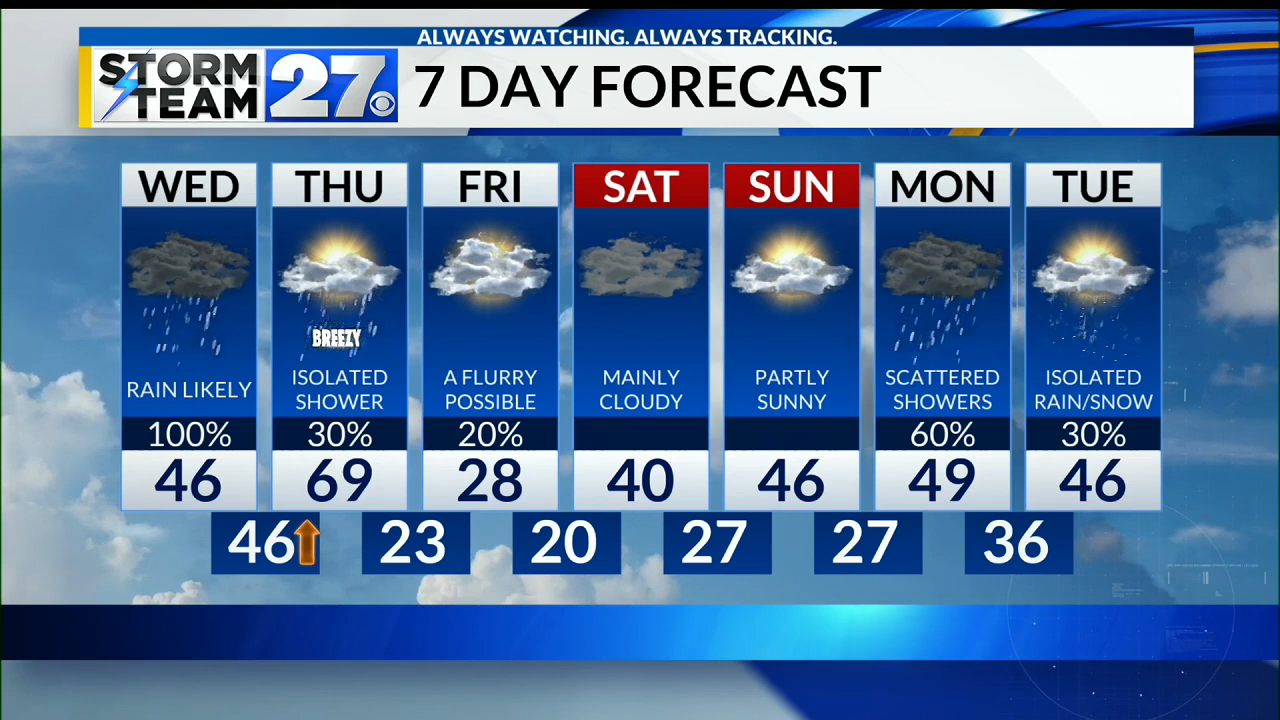 ALWAYS WATCHING. ALWAYS TRACKING.
STORM
TEAM
27
7 DAY FORECAST
WED
THU
FRI
SAT
SUN
MON
TUE
BREEZY
RAIN LIKELY
ISOLATED
SHOWER
A FLURRY
POSSIBLE
MAINLY
CLOUDY
PARTLY
SUNNY
SCATTERED
SHOWERS
ISOLATED
RAIN/SNOW
100%
30%
20%
60%
30%
46
69
28
40
46
49
46
46
23
20
27
27
36